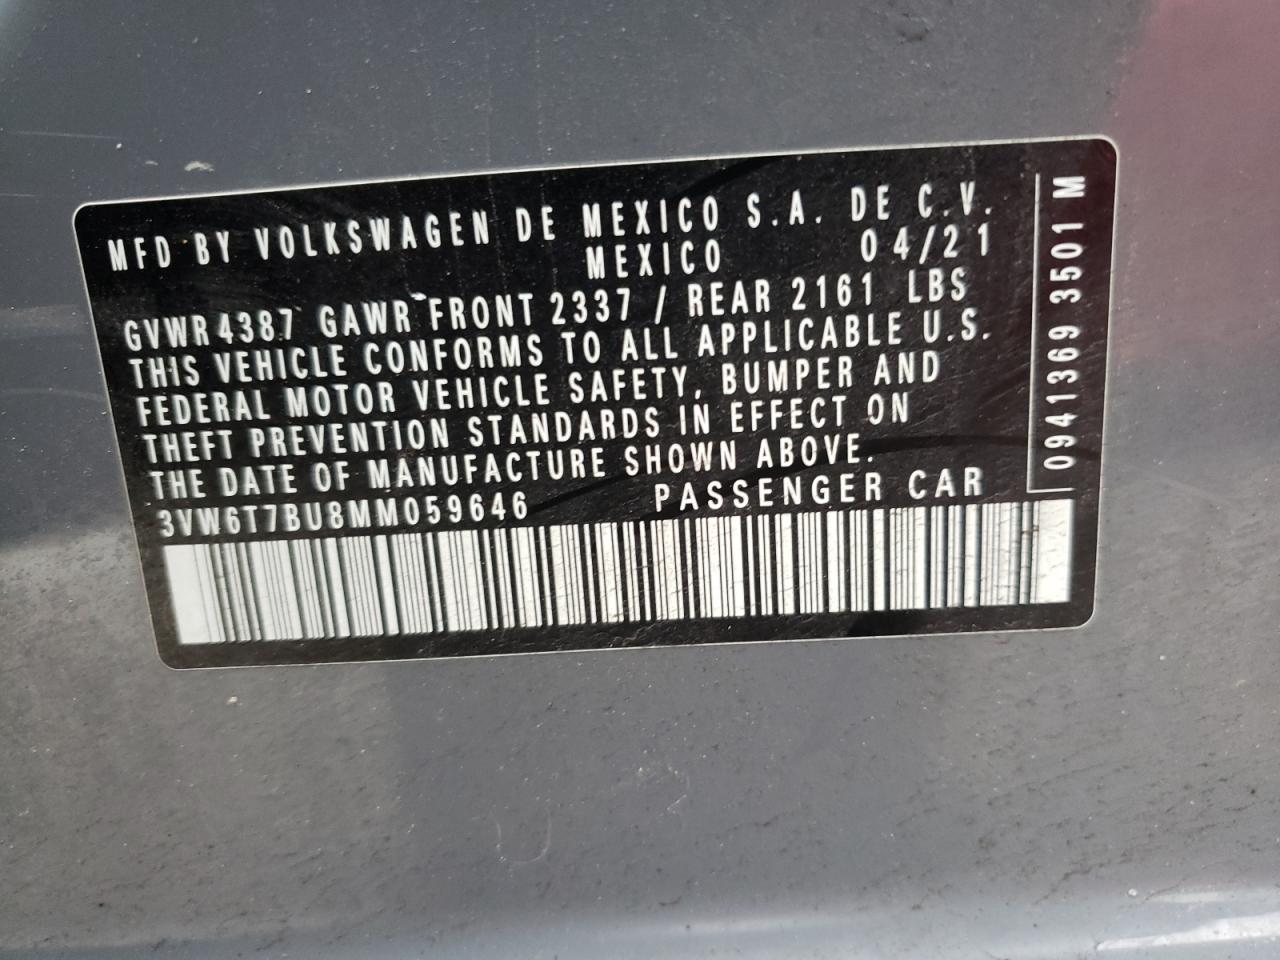 MFD BY VOLKSWAGEN DE MEXICO S.A. DE C.V.
MEXICO 04/21
GVWR 4387 GAWR FRONT 2337 / REAR 2161 LBS
THIS VEHICLE CONFORMS TO ALL APPLICABLE U.S.
FEDERAL MOTOR VEHICLE SAFETY, BUMPER AND
THEFT PREVENTION STANDARDS IN EFFECT ON
THE DATE OF MANUFACTURE SHOWN ABOVE.
3VW6T7BU8MM059646 PASSENGER CAR
0941369 3501 M